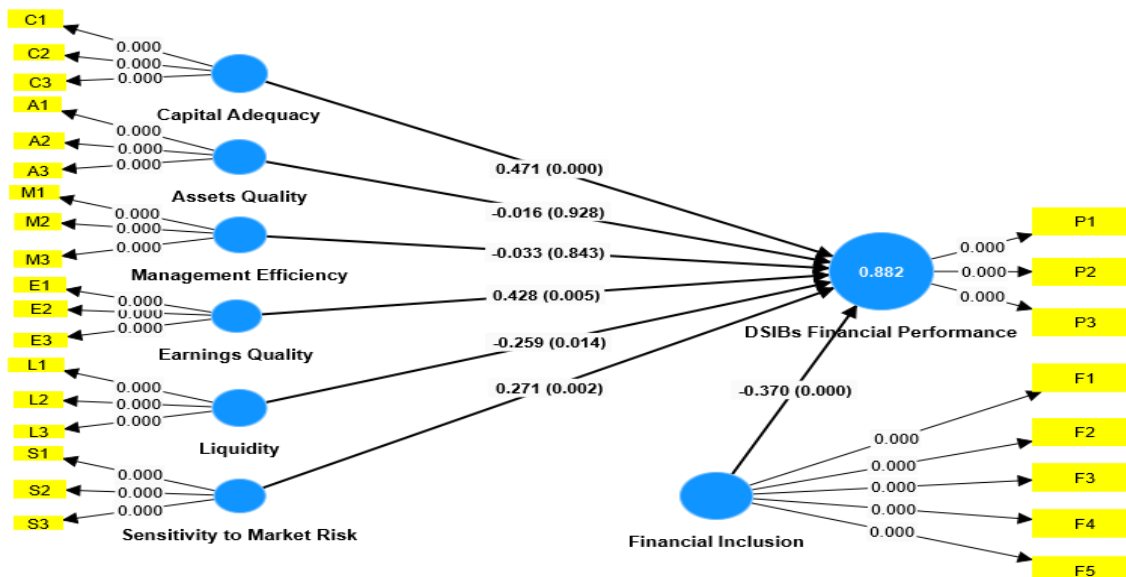 C1
0.000
C2
0.000
C3
0.000
Capital Adequacy
A1
0.000
A2
0.000
A3
0.000
Assets Quality
M1
0.000
M2
0.000
M3
0.000
Management Efficiency
E1
0.000
E2
0.000
E3
0.000
Earnings Quality
L1
0.000
L2
0.000
L3
0.000
Liquidity
S1
0.000
S2
0.000
S3
0.000
Sensitivity to Market Risk
0.471 (0.000)
-0.016 (0.928)
-0.033 (0.843)
0.428 (0.005)
-0.259 (0.014)
0.271 (0.002)
-0.370 (0.000)
0.882
DSIBs Financial Performance
0.000
P1
0.000
P2
0.000
P3
Financial Inclusion
0.000
F1
0.000
F2
0.000
F3
0.000
F4
0.000
F5